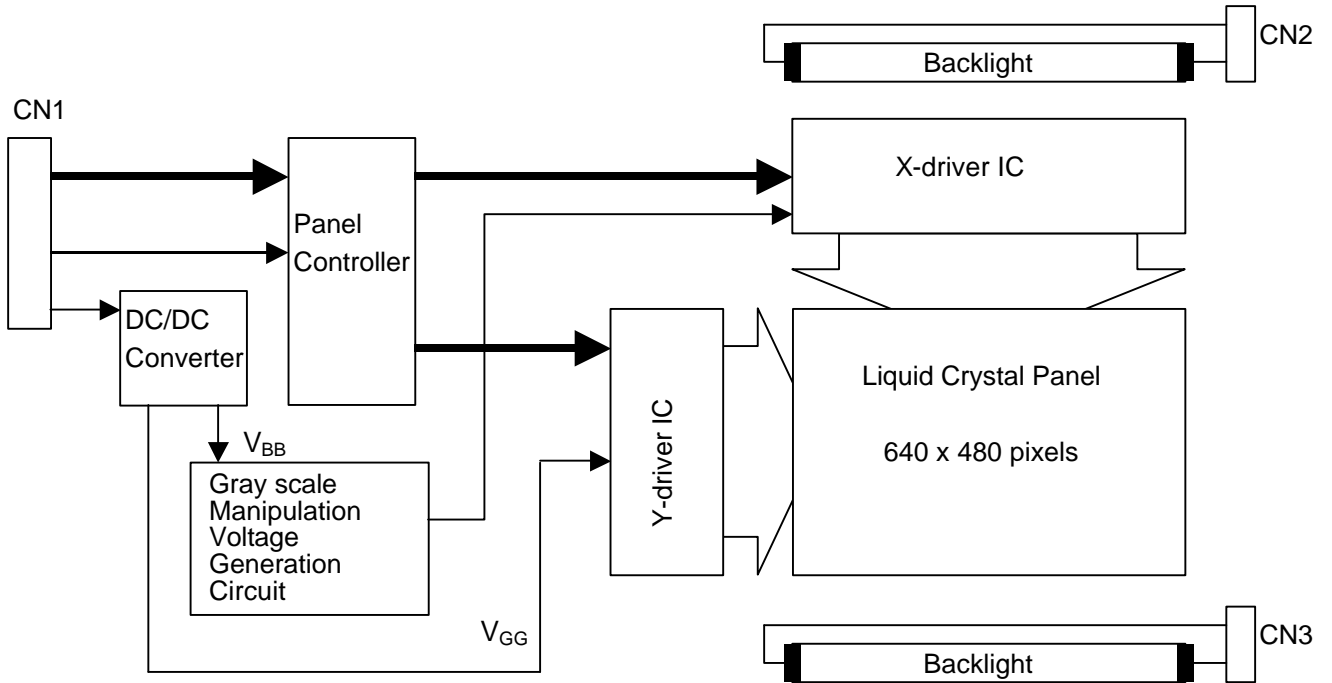 CN2
Backlight
CN1
X-driver IC
Panel
Controller
DC/DC
Converter
Liquid Crystal Panel
640 x 480 pixels
Y-driver IC
VBB
Gray scale
Manipulation
Voltage
Generation
Circuit
VGG
CN3
Backlight